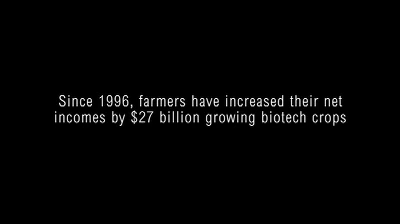 Since 1996, farmers have increased their net
incomes by $27 billion growing biotech crops